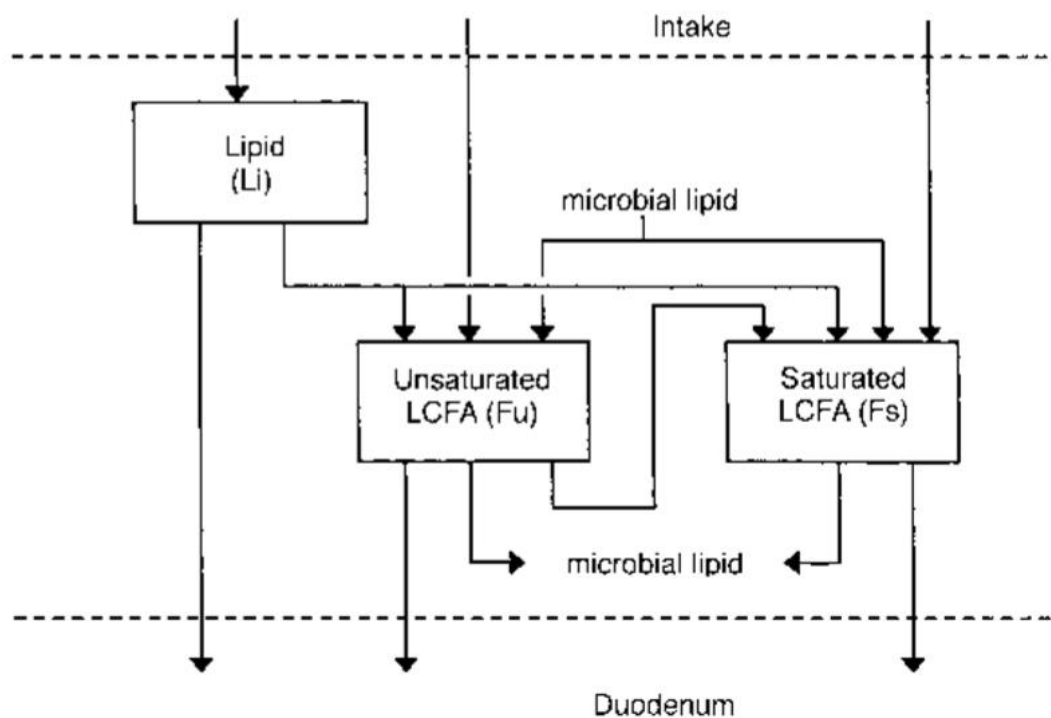 Intake
Lipid
(Li)
microbial lipid
Unsaturated
LCFA (Fu)
Saturated
LCFA (Fs)
microbial lipid
Duodenum